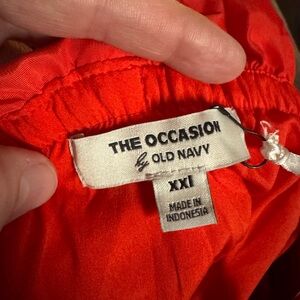 THE OCCASION
by OLD NAVY
XXl
MADE IN
INDONESIA